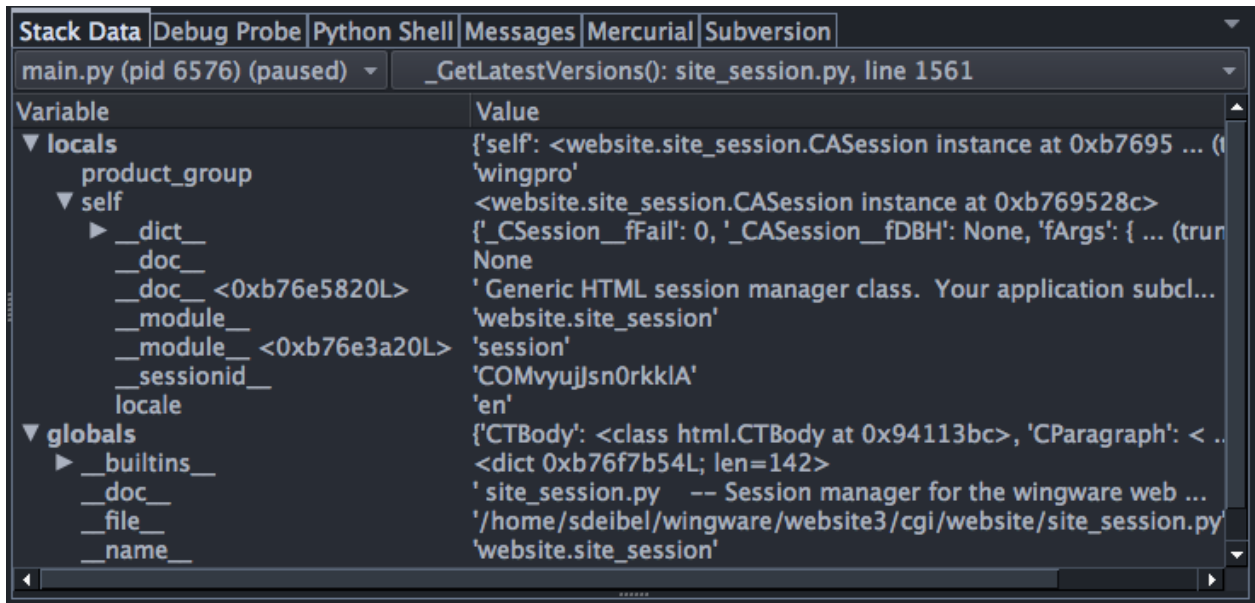 Stack Data Debug Probe Python Shell Messages Mercurial Subversion
main.py (pid 6576) (paused) _GetLatestVersions(): site_session.py, line 1561
Variable Value
locals {'self': <website.site_session.CASession instance at 0xb7695 ... (t
product_group 'wingpro'
self <website.site_session.CASession instance at 0xb769528c>
__dict__ {'_CSession__fFail': 0, '_CASession__fDBH': None, 'fArgs': { ... (trun
__doc__ None
__doc__ <0xb76e5820L> ' Generic HTML session manager class.  Your application subcl...
__module__ 'website.site_session'
__module__ <0xb76e3a20L> 'session'
__sessionid__ 'COMvyujJsn0rkklA'
locale 'en'
globals {'CTBody': <class html.CTBody at 0x94113bc>, 'CParagraph': < ..
__builtins__ <dict 0xb76f7b54L; len=142>
__doc__ ' site_session.py   -- Session manager for the wingware web ...
__file__ '/home/sdeibel/wingware/website3/cgi/website/site_session.py'
__name__ 'website.site_session'